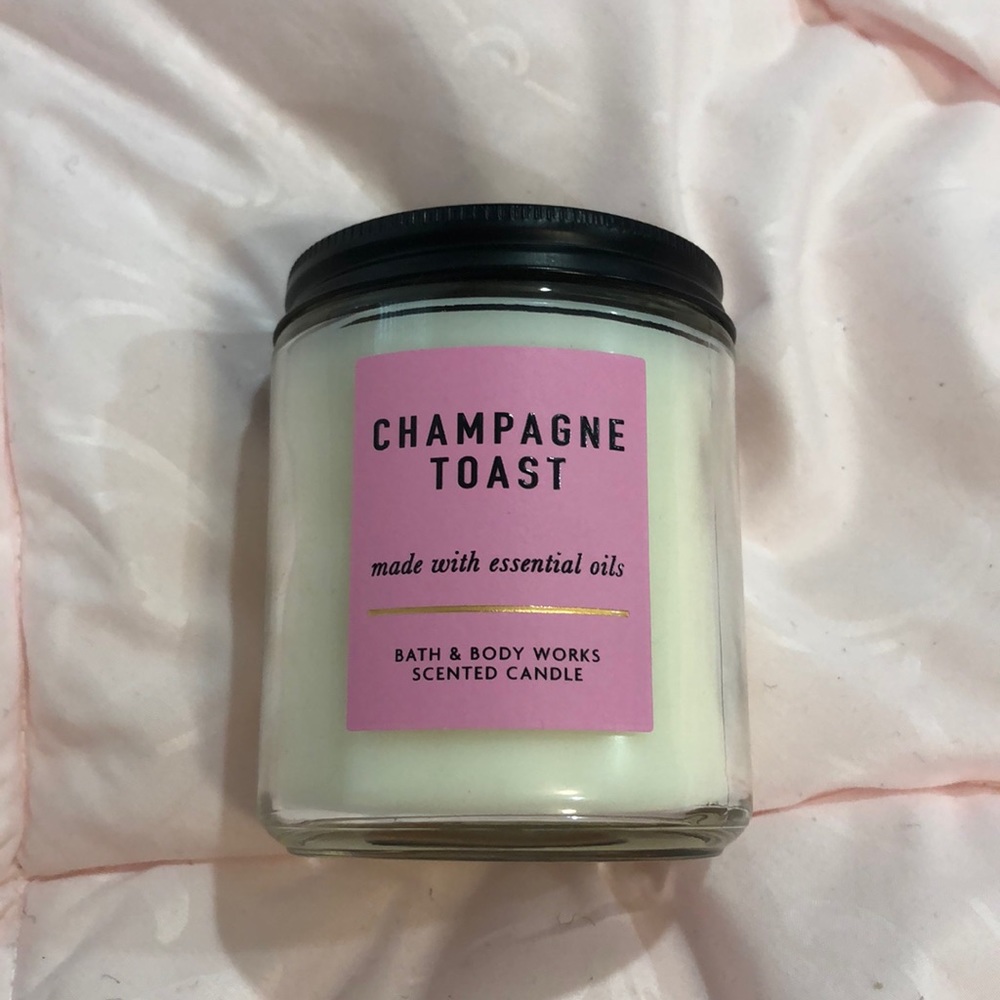 CHAMPAGNE
TOAST
made with essential oils
BATH & BODY WORKS
SCENTED CANDLE